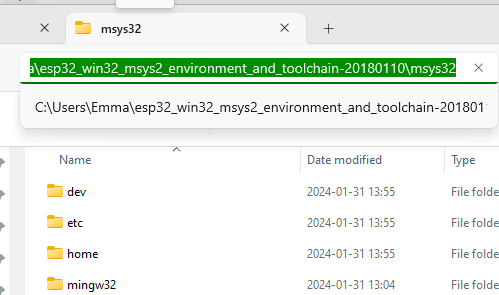 msys32
a\esp32_win32_msys2_environment_and_toolchain-20180110\msys32
C:\Users\Emma\esp32_win32_msys2_environment_and_toolchain-201801
Name Date modified Type
dev 2024-01-31 13:55 File folde
etc 2024-01-31 13:55 File folde
home 2024-01-31 13:55 File folde
mingw32 2024-01-31 13:04 File folde